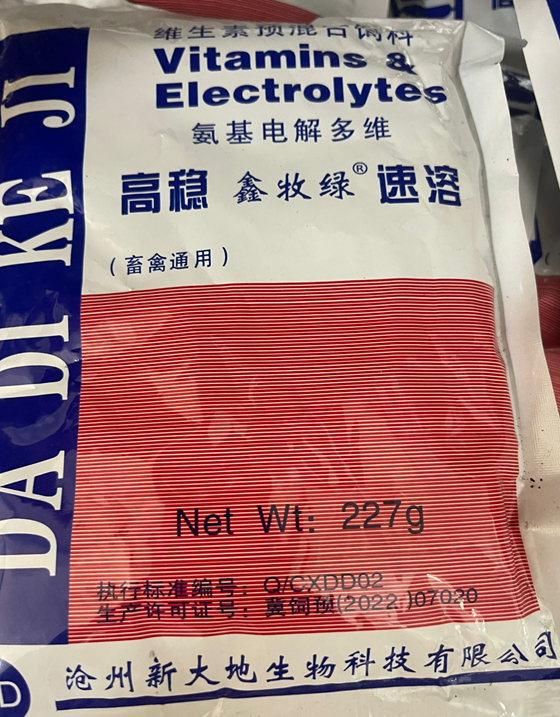 维生素预混合饲料
Vitamins &
Electrolytes
氨基电解多维
高稳 鑫牧绿® 速溶
(畜禽通用)
DA DI KE JI
Net Wt: 227g
执行标准编号: Q/CXDD02
生产许可证号: 冀饲预(2022)07020
沧州新大地生物科技有限公司
D